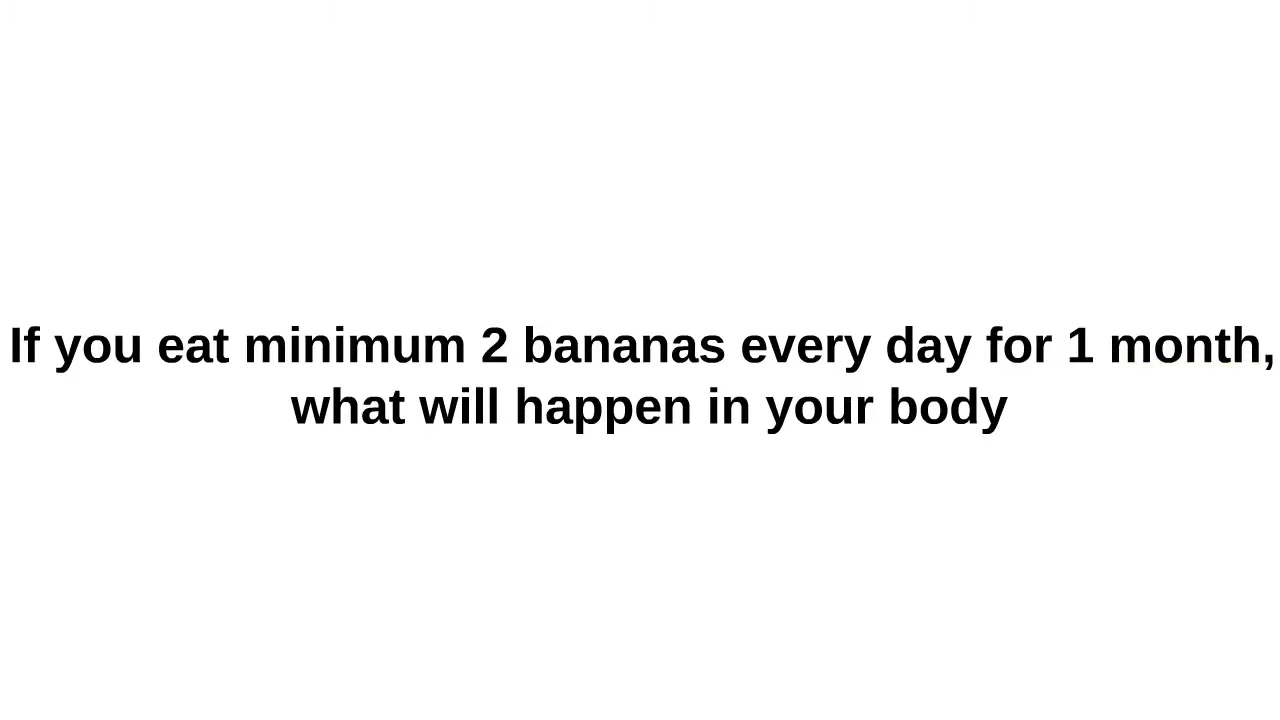 If you eat minimum 2 bananas every day for 1 month,
what will happen in your body